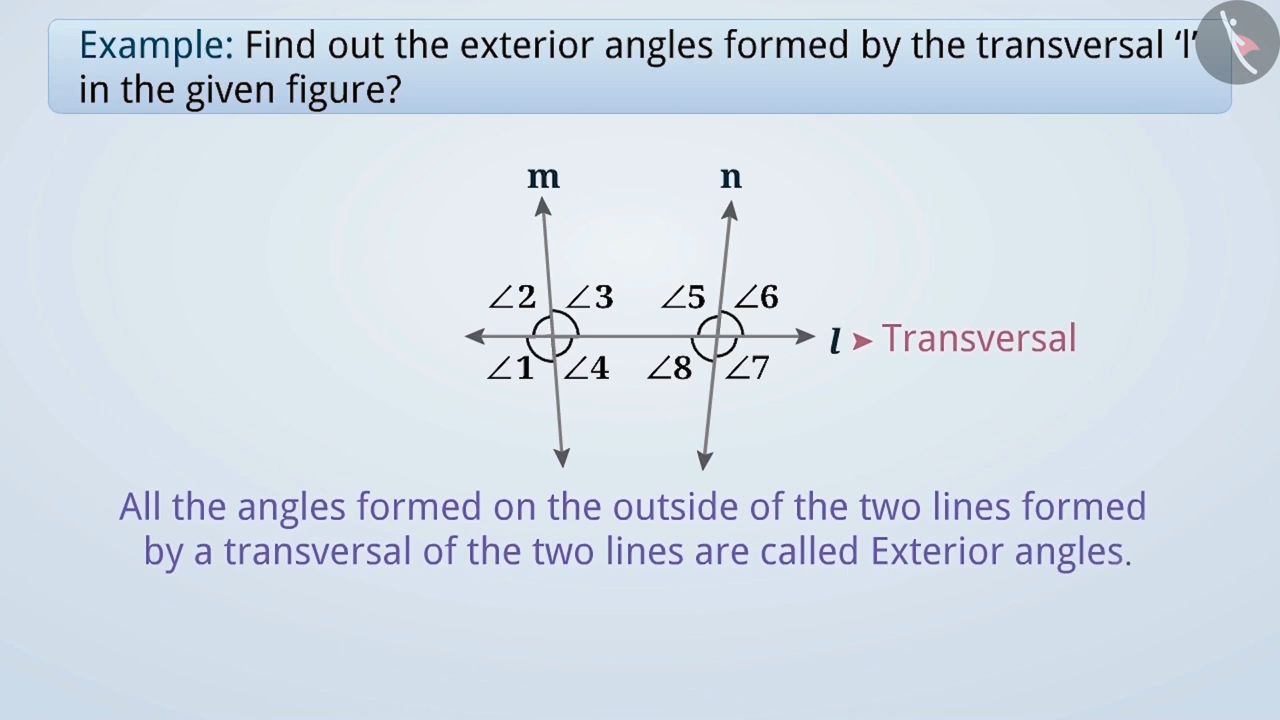 Example: Find out the exterior angles formed by the transversal ‘l’
in the given figure?
m n
∠2 ∠3 ∠5 ∠6
l ➤ Transversal
∠1 ∠4 ∠8 ∠7
All the angles formed on the outside of the two lines formed
by a transversal of the two lines are called Exterior angles.